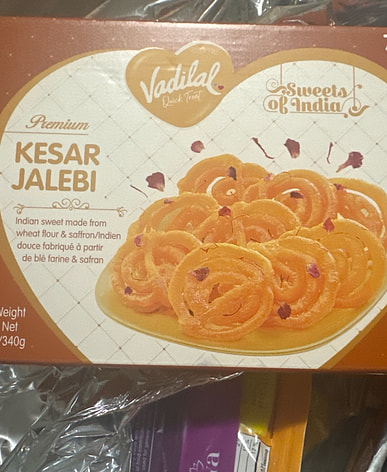 Vadilal
Quick Treat
Sweets
of India
Premium
KESAR
JALEBI
Indian sweet made from
wheat flour & saffron/Indien
douce fabriqué à partir
de blé farine & safran
Net
/340g